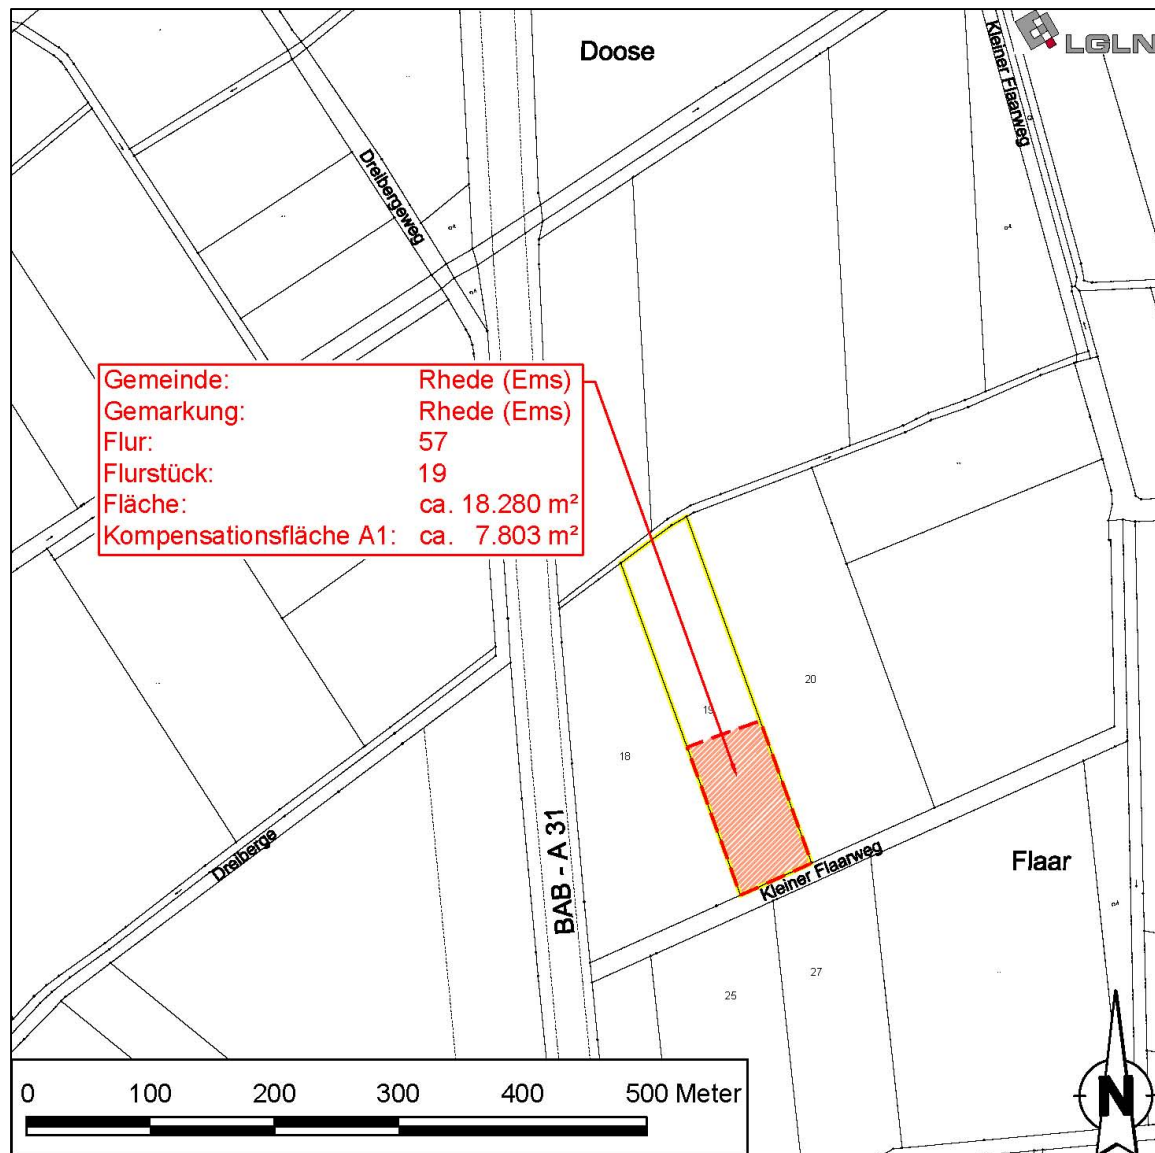 Doose
LGLN
Kleiner Flaarweg
Dreibergeweg
Gemeinde: Rhede (Ems)
Gemarkung: Rhede (Ems)
Flur: 57
Flurstück: 19
Fläche: ca. 18.280 m²
Kompensationsfläche A1: ca. 7.803 m²
20
19
18
BAB - A 31
Dreiberge
Kleiner Flaarweg
Flaar
27
25
0 100 200 300 400 500 Meter
N